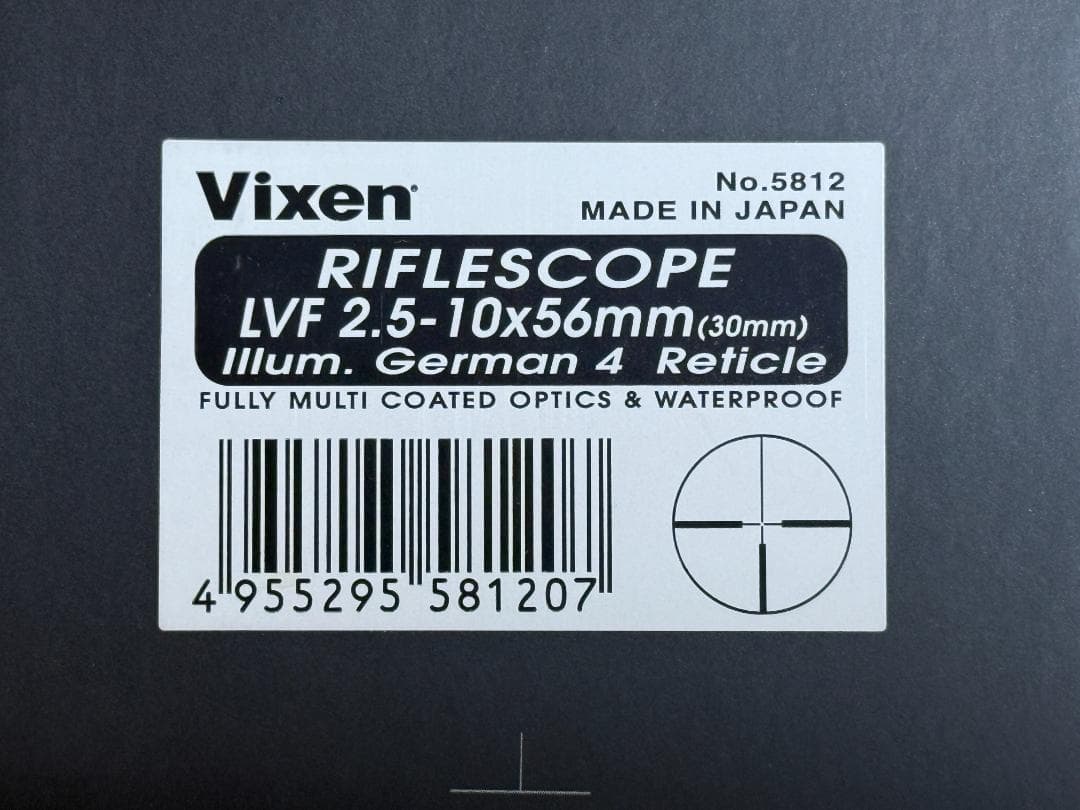 Vixen
No.5812
MADE IN JAPAN
RIFLESCOPE
LVF 2.5-10x56mm(30mm)
Illum. German 4 Reticle
FULLY MULTI COATED OPTICS & WATERPROOF
4 955295 581207